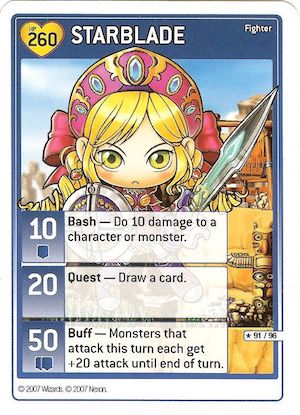 HP
260
STARBLADE
Fighter
10
Bash — Do 10 damage to a
character or monster.
20
Quest — Draw a card.
50
Buff — Monsters that
attack this turn each get
+20 attack until end of turn.
★ 91 / 96
© 2007 Wizards. © 2007 Nexon.